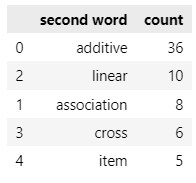 second word count
0 additive 36
2 linear 10
1 association 8
3 cross 6
4 item 5